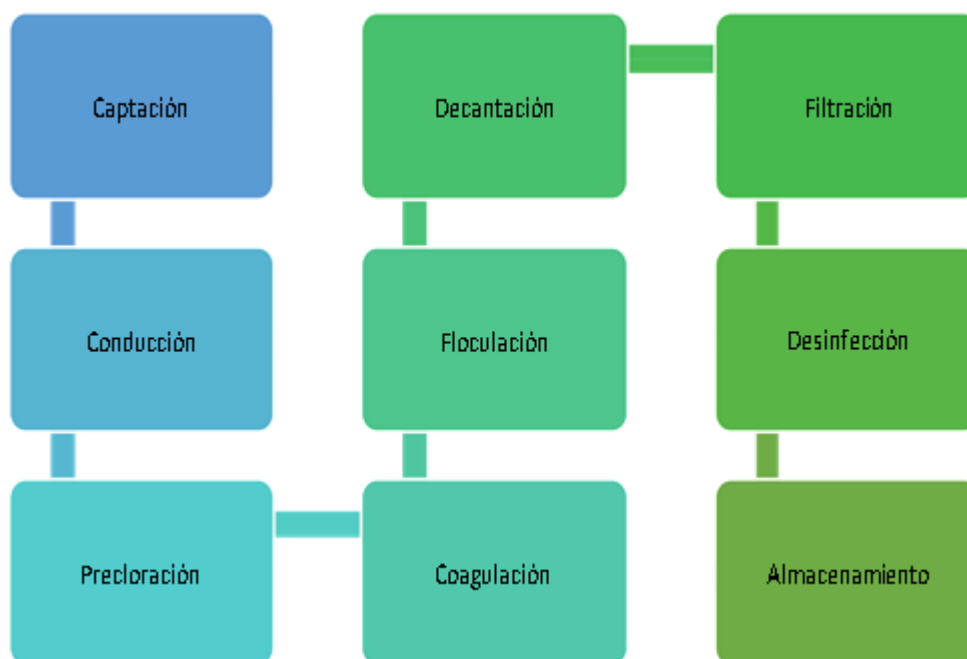 Captación
Conducción
Precloración
Coagulación
Floculación
Decantación
Filtración
Desinfección
Almacenamiento